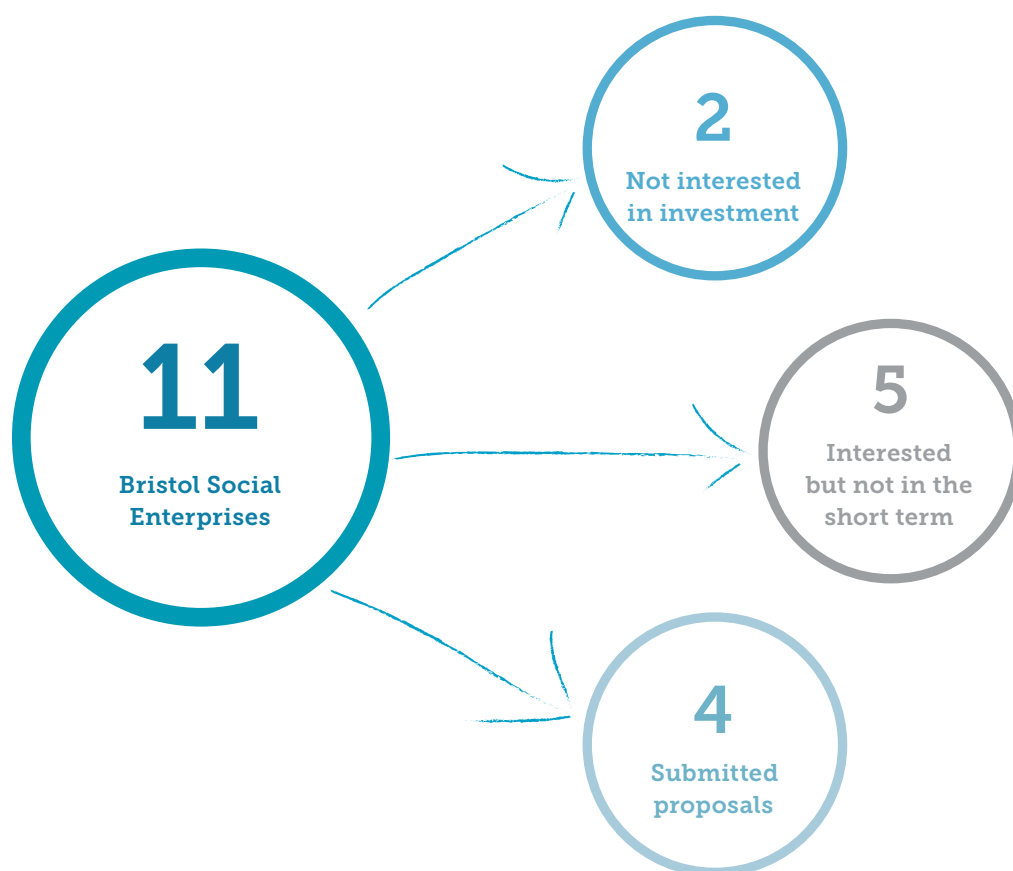 11
Bristol Social
Enterprises
2
Not interested
in investment
5
Interested
but not in the
short term
4
Submitted
proposals